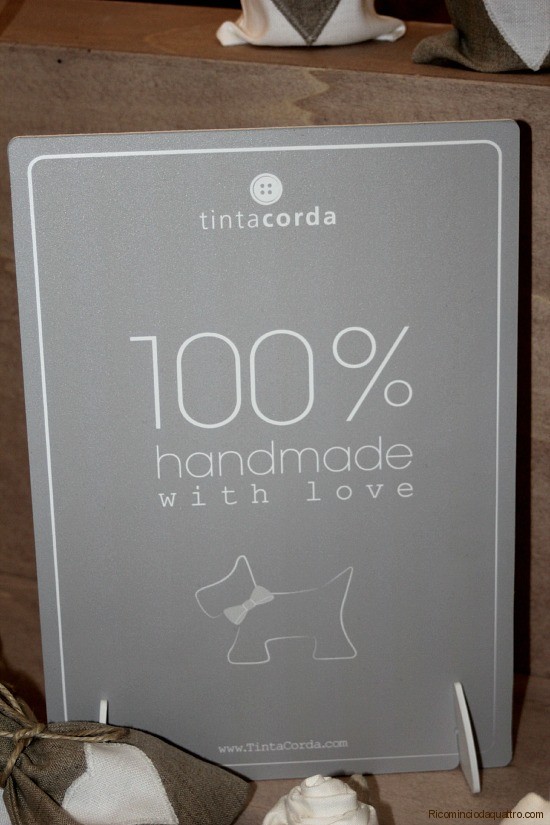 tintacorda
100%
handmade
with love
www.TintaCorda.com
Ricominciodaquattro.com